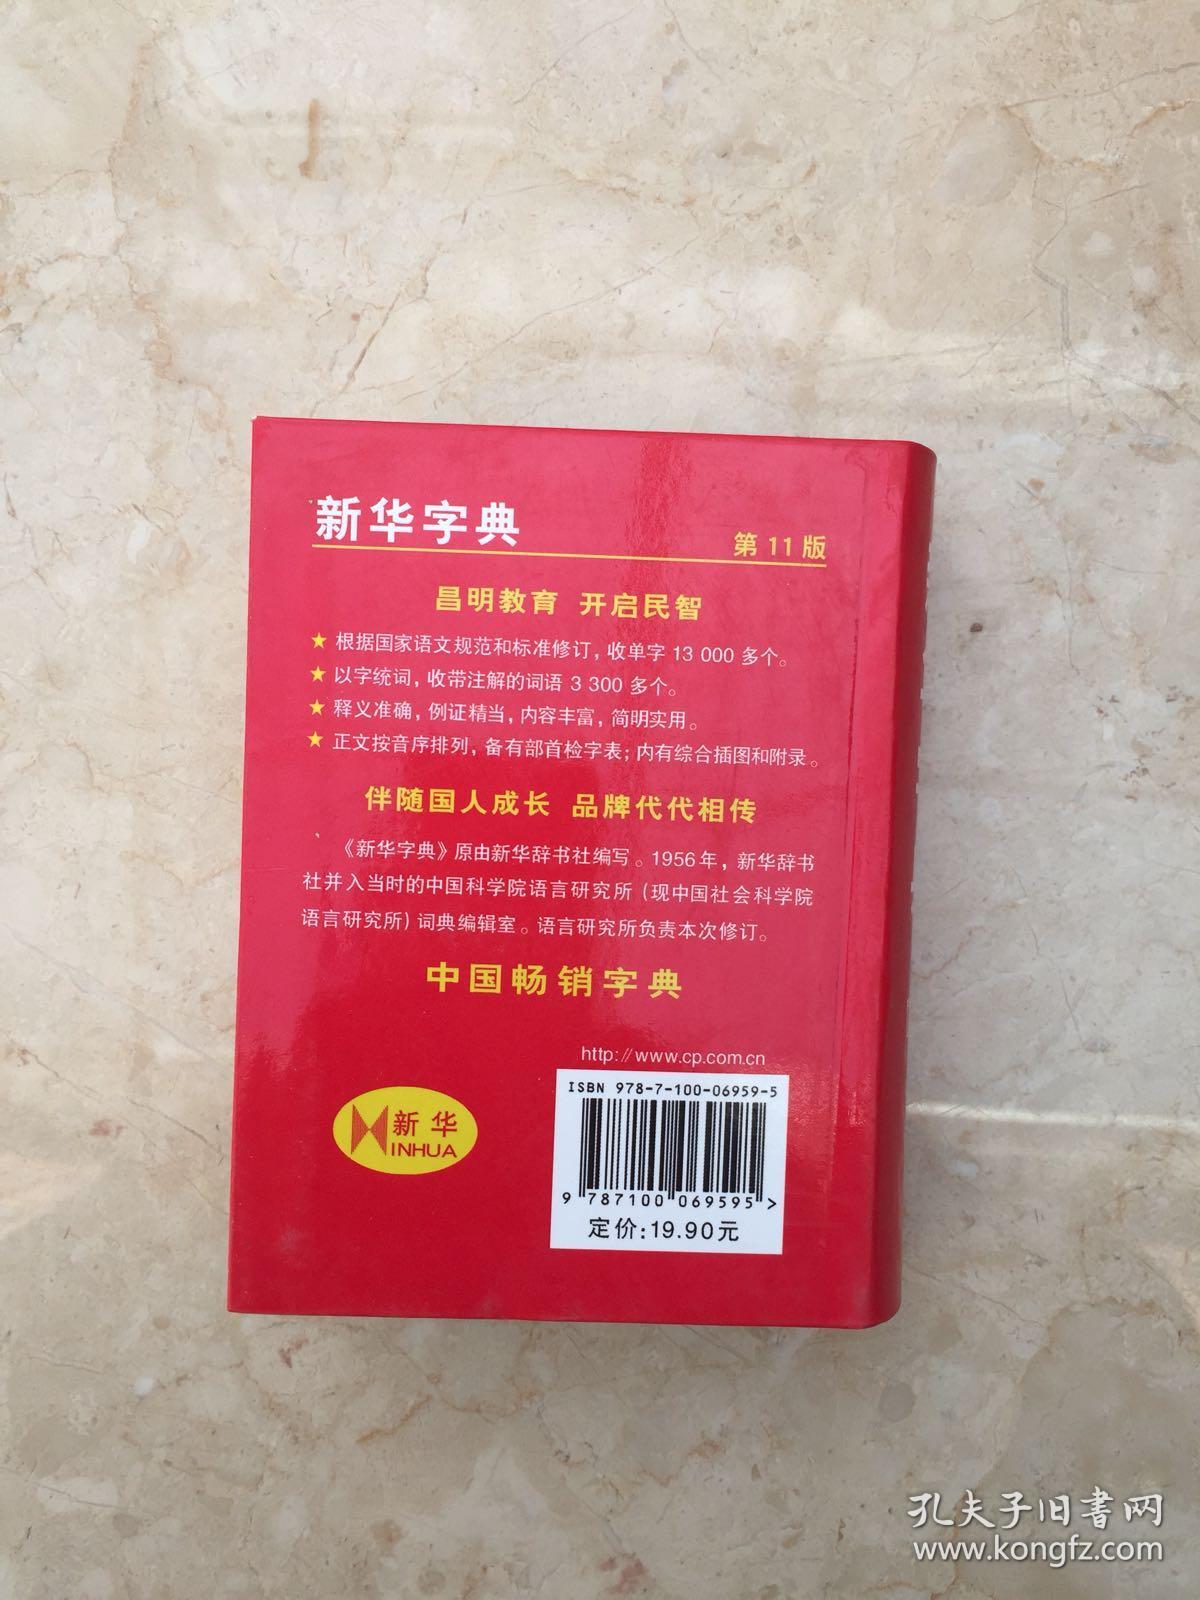 新华字典
第11版
昌明教育 开启民智
★ 根据国家语文规范和标准修订，收单字 13 000 多个。
★ 以字统词，收带注解的词语 3 300 多个。
★ 释义准确，例证精当，内容丰富，简明实用。
★ 正文按音序排列，备有部首检字表；内有综合插图和附录。
伴随国人成长 品牌代代相传
《新华字典》原由新华辞书社编写。1956年，新华辞书
社并入当时的中国科学院语言研究所（现中国社会科学院
语言研究所）词典编辑室。语言研究所负责本次修订。
中国畅销字典
http://www.cp.com.cn
ISBN 978-7-100-06959-5
9 787100 069595 >
定价：19.90元
新华
XINHUA
孔夫子旧书网
www.kongfz.com